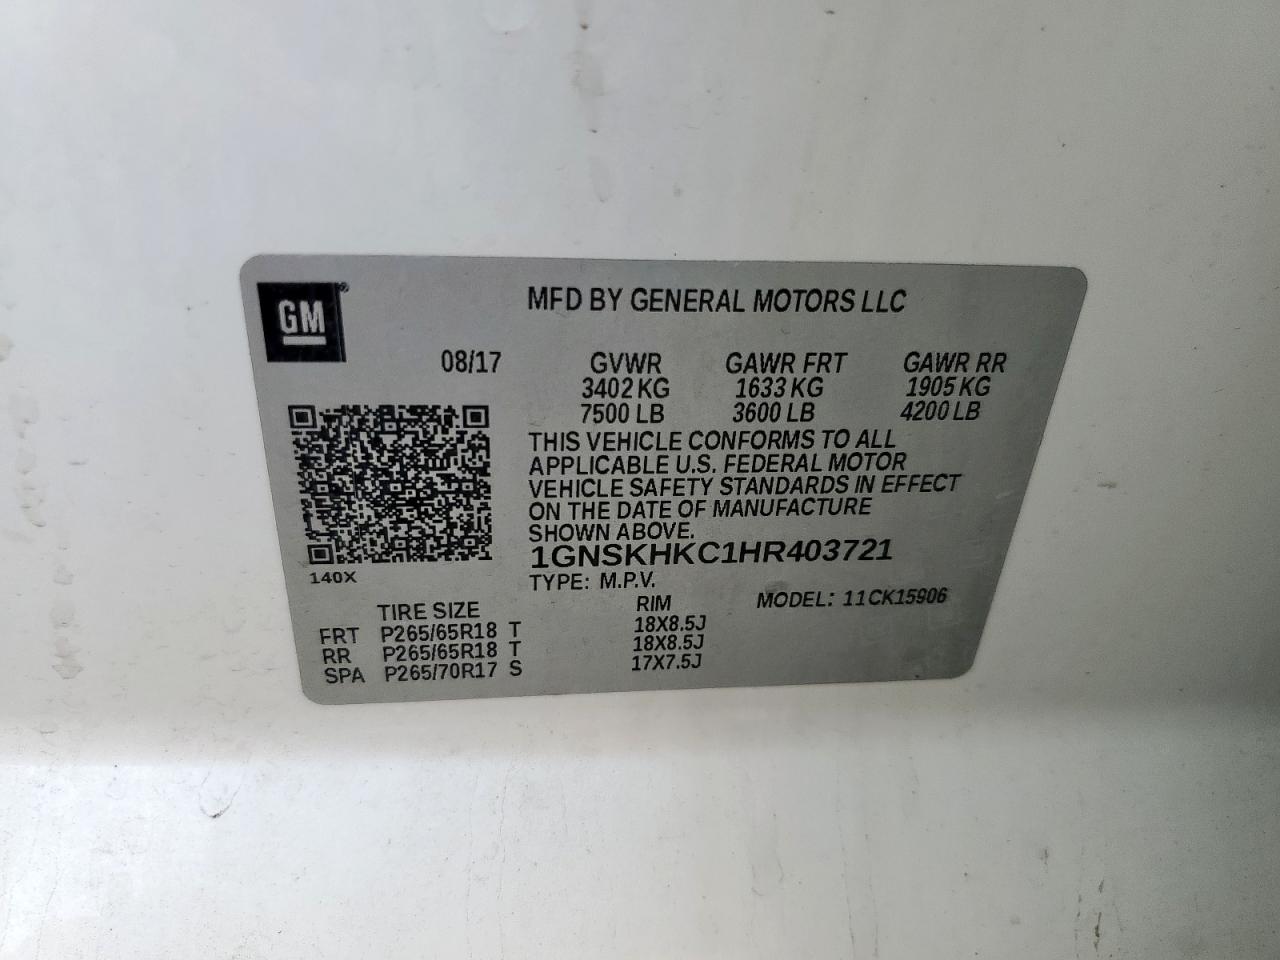 GM
MFD BY GENERAL MOTORS LLC
08/17 GVWR GAWR FRT GAWR RR
3402 KG 1633 KG 1905 KG
7500 LB 3600 LB 4200 LB
THIS VEHICLE CONFORMS TO ALL
APPLICABLE U.S. FEDERAL MOTOR
VEHICLE SAFETY STANDARDS IN EFFECT
ON THE DATE OF MANUFACTURE
SHOWN ABOVE.
1GNSKHKC1HR403721
140X
TYPE: M.P.V.
TIRE SIZE RIM MODEL: 11CK15906
FRT P265/65R18 T 18X8.5J
RR P265/65R18 T 18X8.5J
SPA P265/70R17 S 17X7.5J